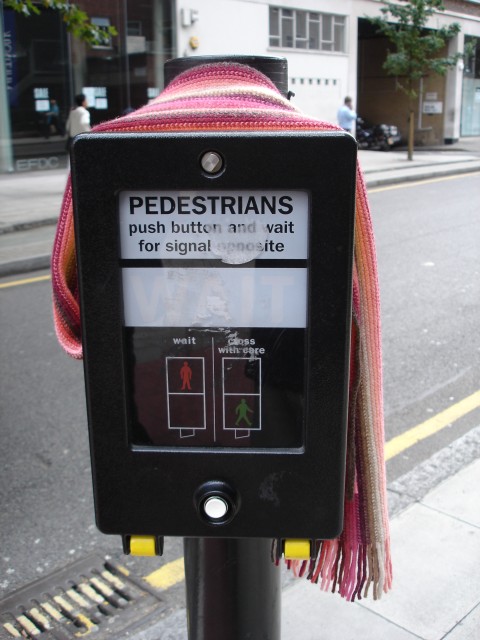 PEDESTRIANS
push button and wait
for signal opposite
WAIT
wait
cross
with care